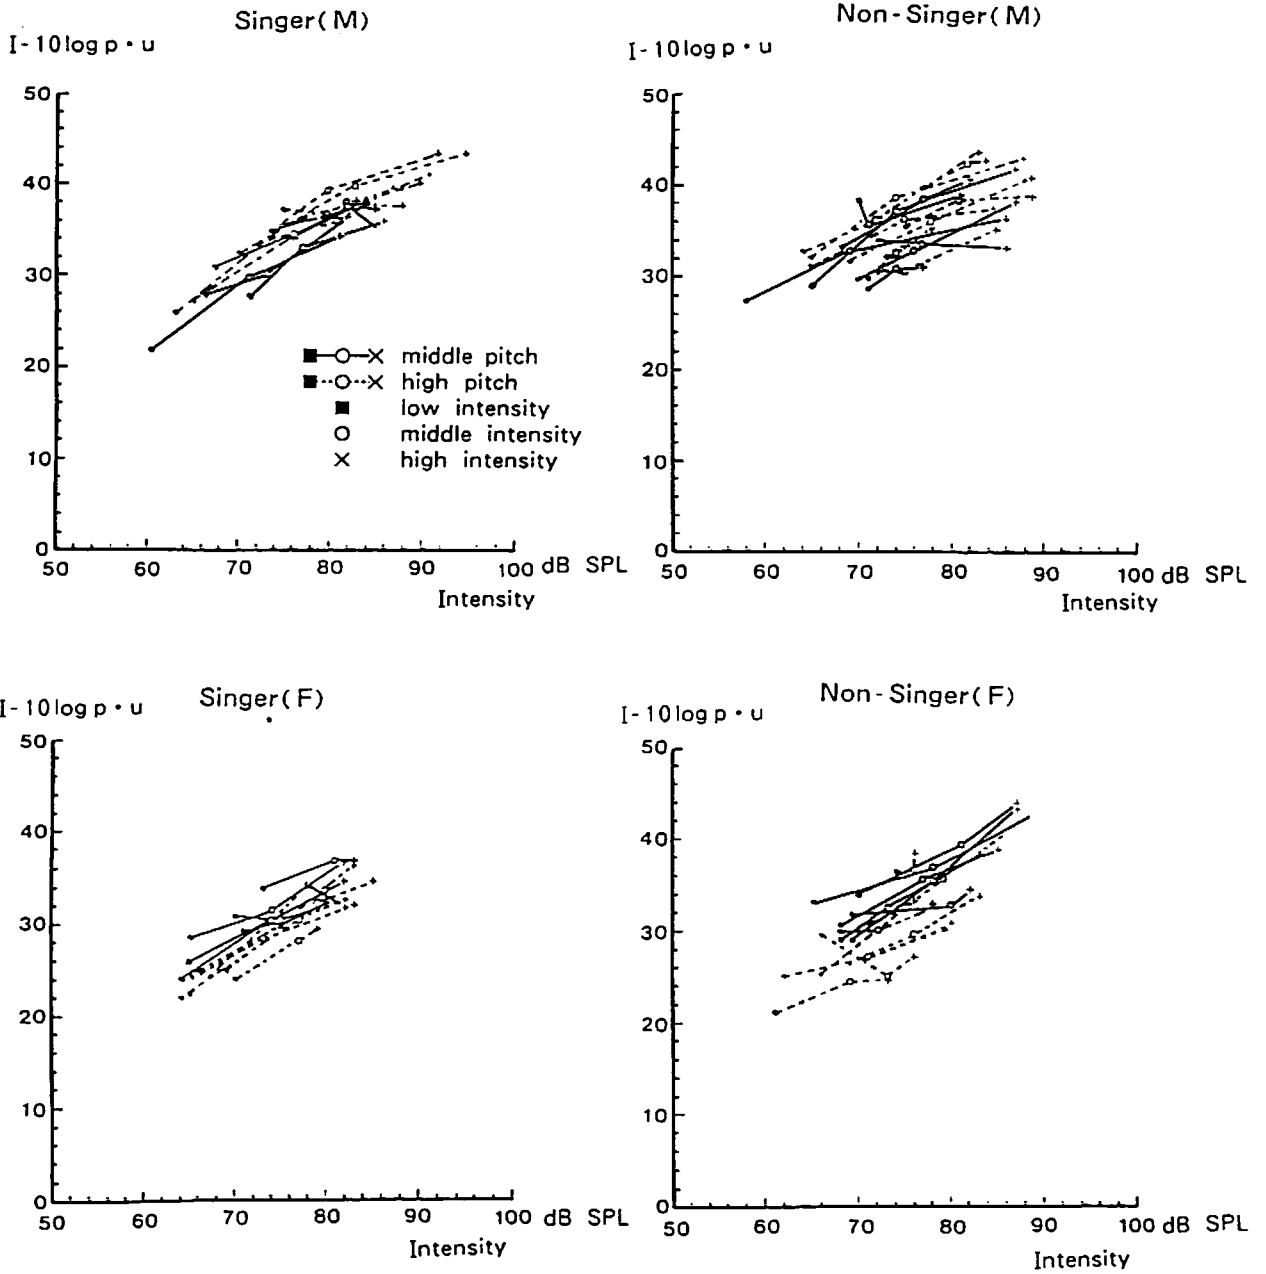 Singer(M)
I-10log p・u
50
40
30
20
10
0
50 60 70 80 90 100 dB SPL
Intensity
middle pitch
high pitch
low intensity
middle intensity
high intensity
Non-Singer(M)
I-10log p・u
50
40
30
20
10
0
50 60 70 80 90 100 dB SPL
Intensity
Singer(F)
I-10log p・u
50
40
30
20
10
0
50 60 70 80 90 100 dB SPL
Intensity
Non-Singer(F)
I-10log p・u
50
40
30
20
10
0
50 60 70 80 90 100 dB SPL
Intensity